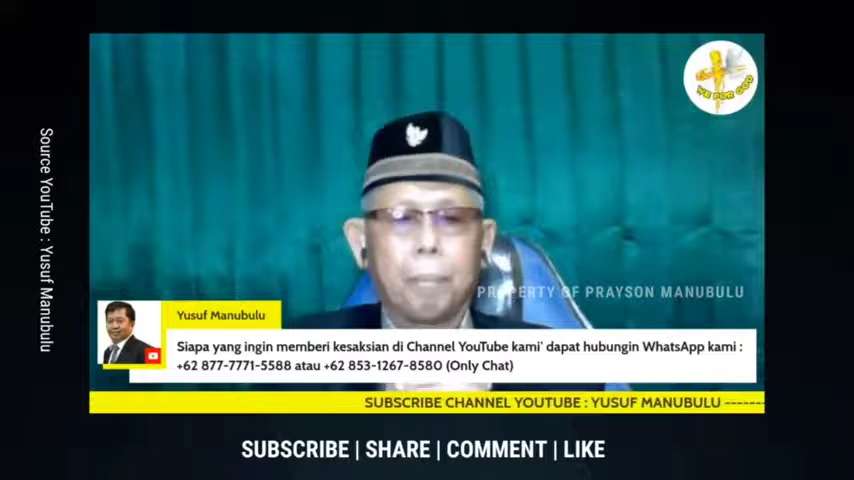 WE FOR GOD
Source YouTube : Yusuf Manubulu
PROPERTY OF PRAYSON MANUBULU
Yusuf Manubulu
Siapa yang ingin memberi kesaksian di Channel YouTube kami' dapat hubungin WhatsApp kami :
+62 877-7771-5588 atau +62 853-1267-8580 (Only Chat)
SUBSCRIBE CHANNEL YOUTUBE : YUSUF MANUBULU ------
SUBSCRIBE | SHARE | COMMENT | LIKE